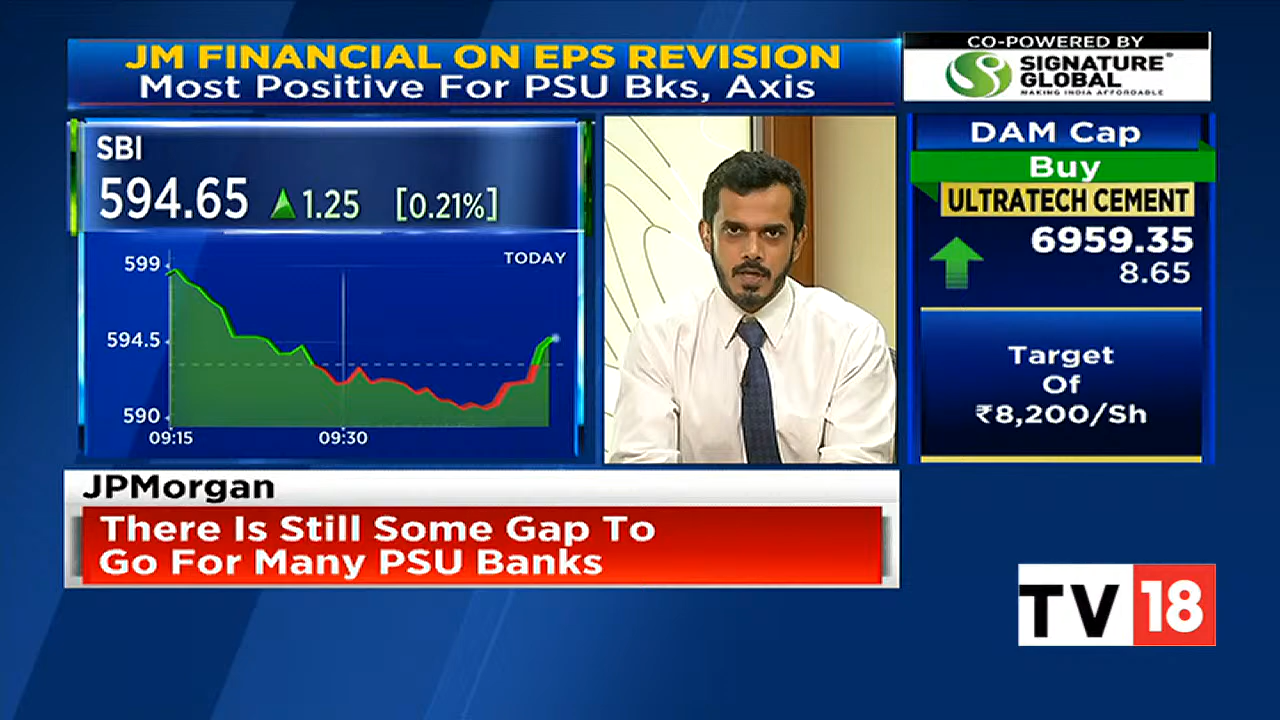 JM FINANCIAL ON EPS REVISION
Most Positive For PSU Bks, Axis
CO-POWERED BY
SIGNATURE
GLOBAL
MAKING INDIA AFFORDABLE
SBI
594.65 ▲ 1.25 [0.21%]
TODAY
599
594.5
590
09:15
09:30
DAM Cap
Buy
ULTRATECH CEMENT
6959.35
8.65
Target
Of
₹8,200/Sh
JPMorgan
There Is Still Some Gap To
Go For Many PSU Banks
TV 18